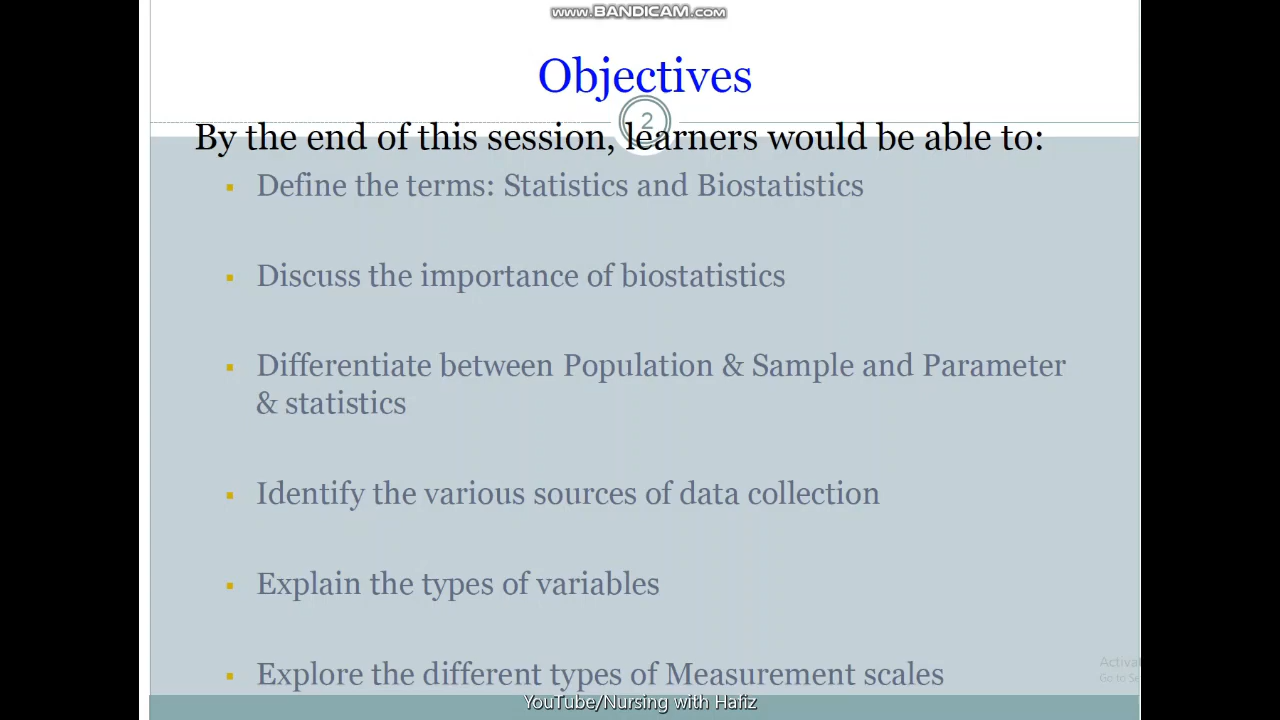 www.BANDICAM.com
Objectives
2
By the end of this session, learners would be able to:
▪ Define the terms: Statistics and Biostatistics
▪ Discuss the importance of biostatistics
▪ Differentiate between Population & Sample and Parameter
& statistics
▪ Identify the various sources of data collection
▪ Explain the types of variables
▪ Explore the different types of Measurement scales
Go to
YouTube/Nursing with Hafiz